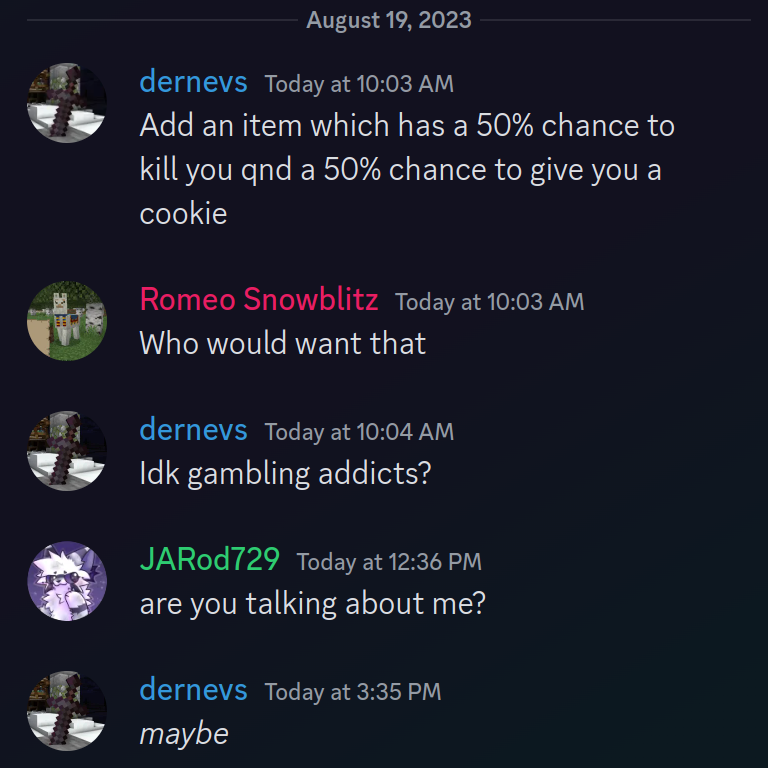 August 19, 2023
dernevs Today at 10:03 AM
Add an item which has a 50% chance to
kill you qnd a 50% chance to give you a
cookie
Romeo Snowblitz Today at 10:03 AM
Who would want that
dernevs Today at 10:04 AM
Idk gambling addicts?
JARod729 Today at 12:36 PM
are you talking about me?
dernevs Today at 3:35 PM
maybe